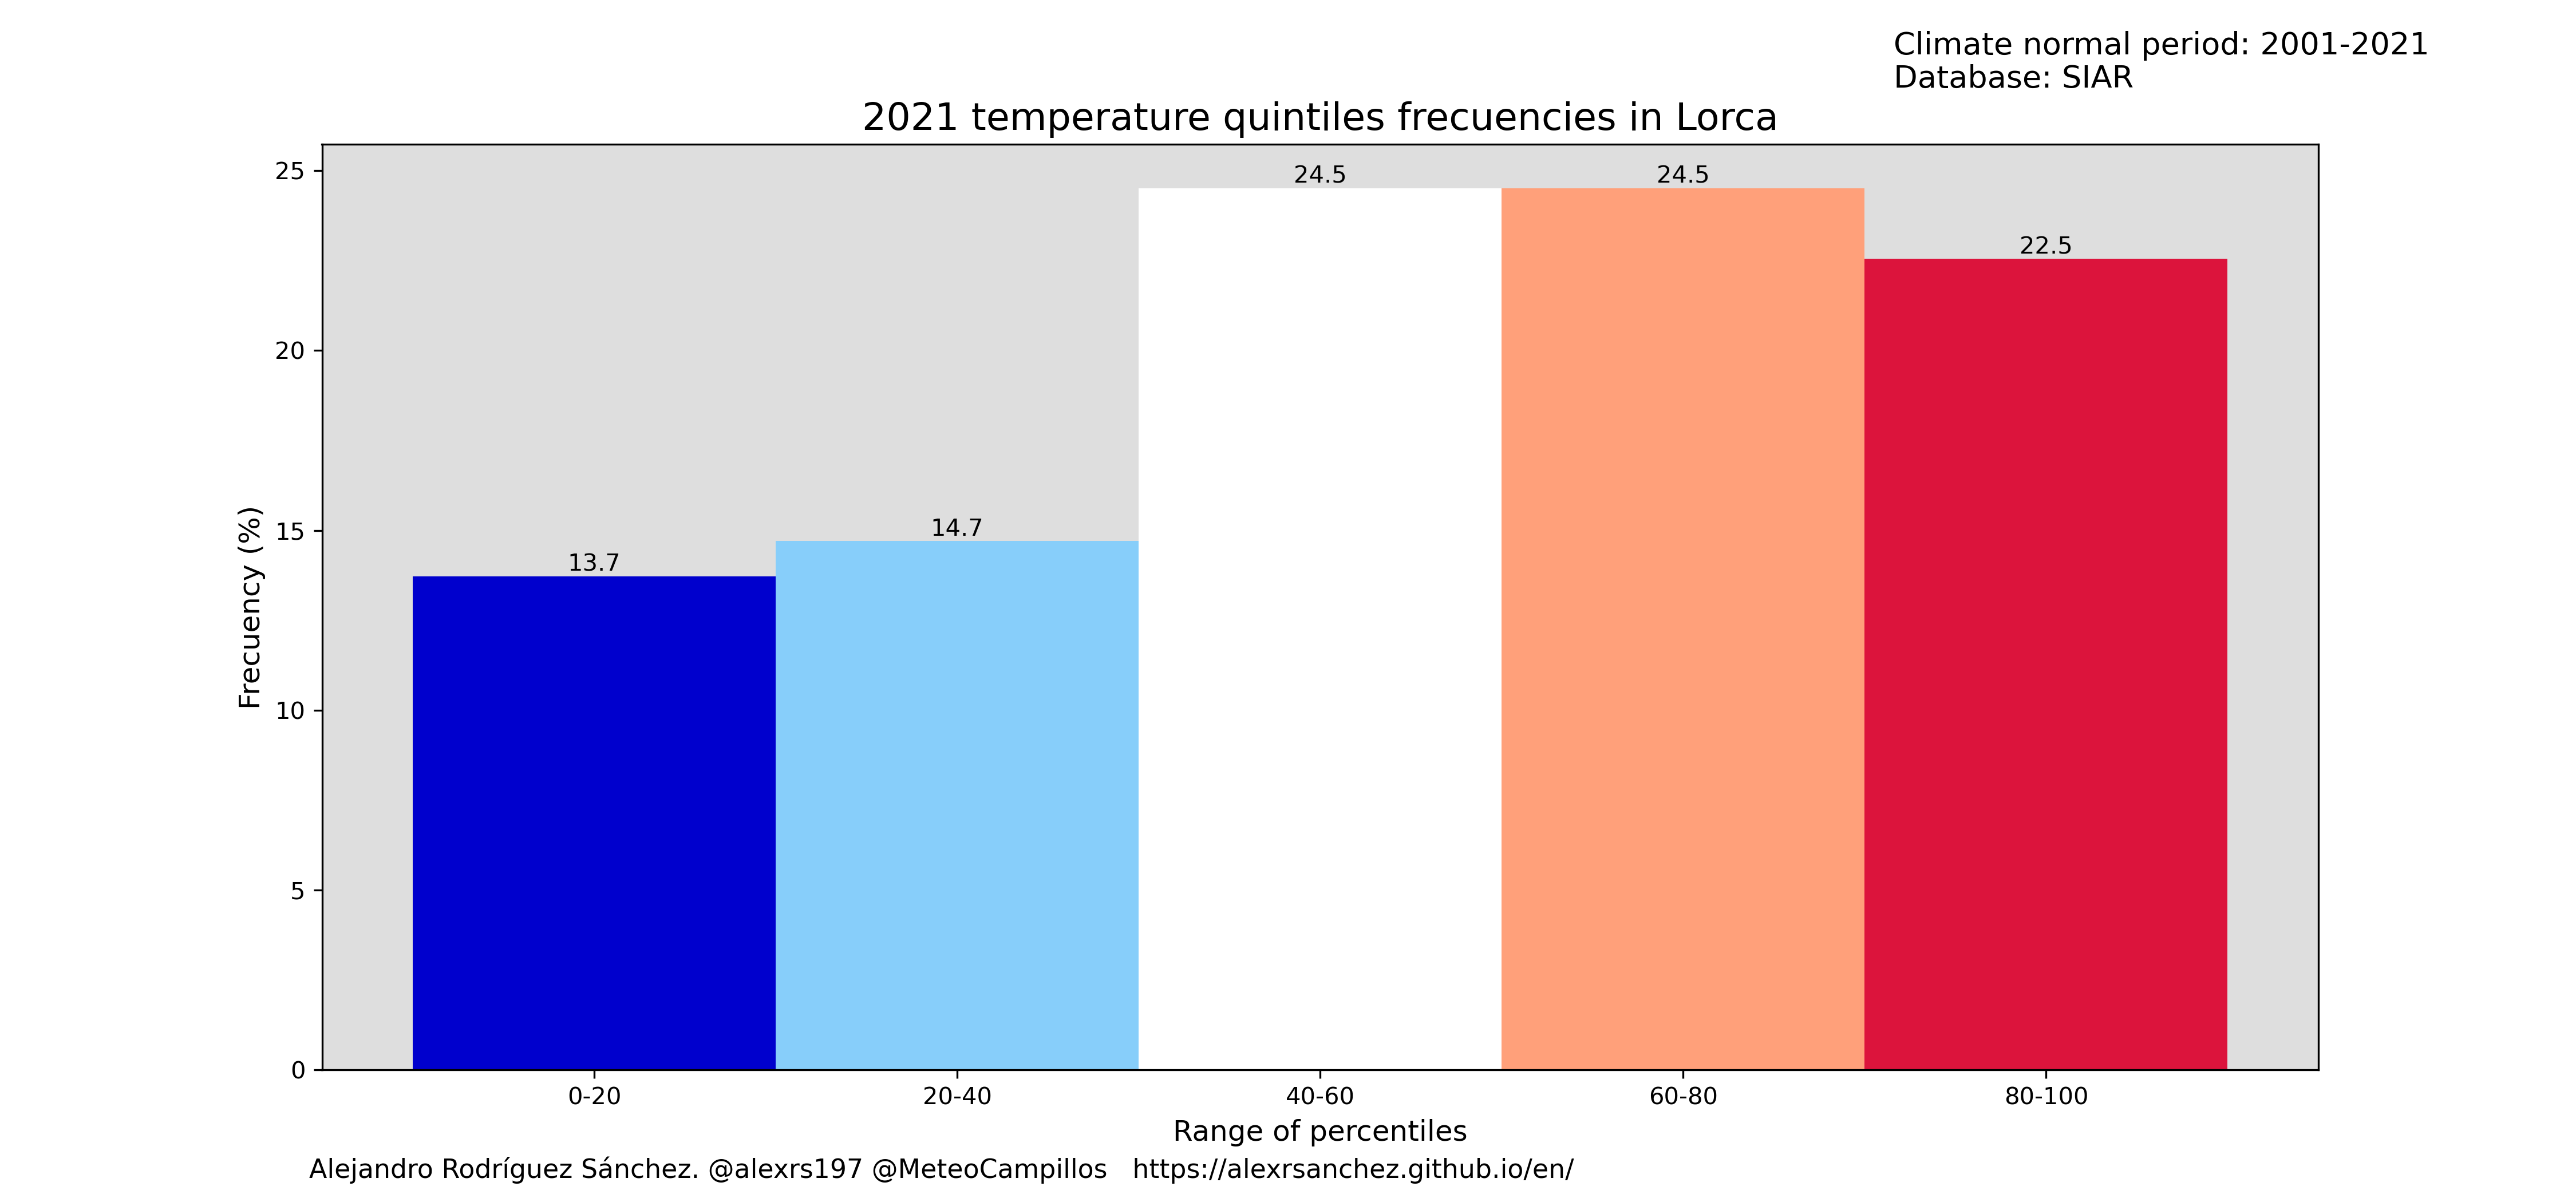 Climate normal period: 2001-2021
Database: SIAR
2021 temperature quintiles frecuencies in Lorca
25
20
15
10
5
0
Frecuency (%)
13.7
14.7
24.5
24.5
22.5
0-20
20-40
40-60
60-80
80-100
Range of percentiles
Alejandro Rodríguez Sánchez. @alexrs197 @MeteoCampillos https://alexrsanchez.github.io/en/